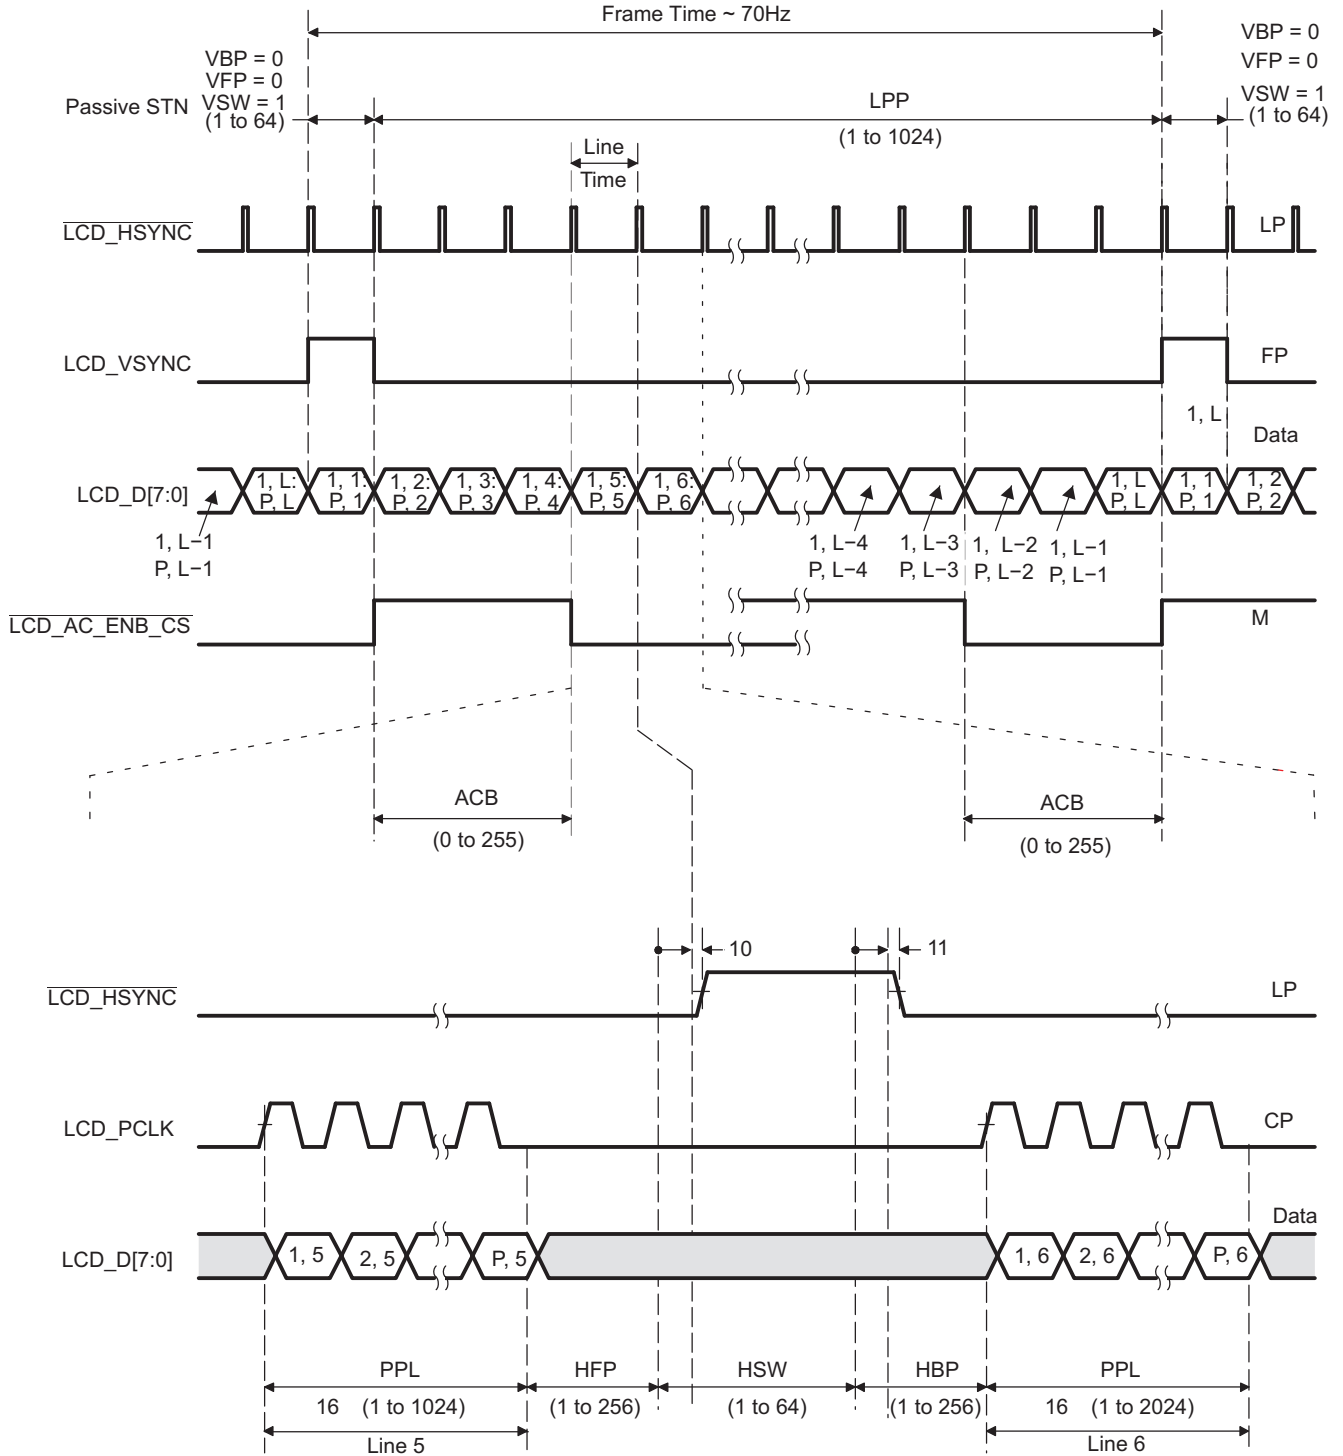 Frame Time ~ 70Hz
VBP = 0
VFP = 0
VSW = 1
(1 to 64)
VBP = 0
VFP = 0
VSW = 1
(1 to 64)
Passive STN
LPP
(1 to 1024)
Line
Time
LCD_HSYNC
LP
LCD_VSYNC
FP
1, L
Data
LCD_D[7:0]
1, L:
P, L
1, 1:
P, 1
1, 2:
P, 2
1, 3:
P, 3
1, 4:
P, 4
1, 5:
P, 5
1, 6:
P, 6
1, L
P, L
1, 1
P, 1
1, 2
P, 2
1, L−1
P, L−1
1, L−4
P, L−4
1, L−3
P, L−3
1, L−2
P, L−2
1, L−1
P, L−1
LCD_AC_ENB_CS
M
ACB
(0 to 255)
ACB
(0 to 255)
10
11
LCD_HSYNC
LP
LCD_PCLK
CP
Data
LCD_D[7:0]
1, 5
2, 5
P, 5
1, 6
2, 6
P, 6
PPL
HFP
HSW
HBP
PPL
16 (1 to 1024)
(1 to 256)
(1 to 64)
(1 to 256)
16 (1 to 2024)
Line 5
Line 6